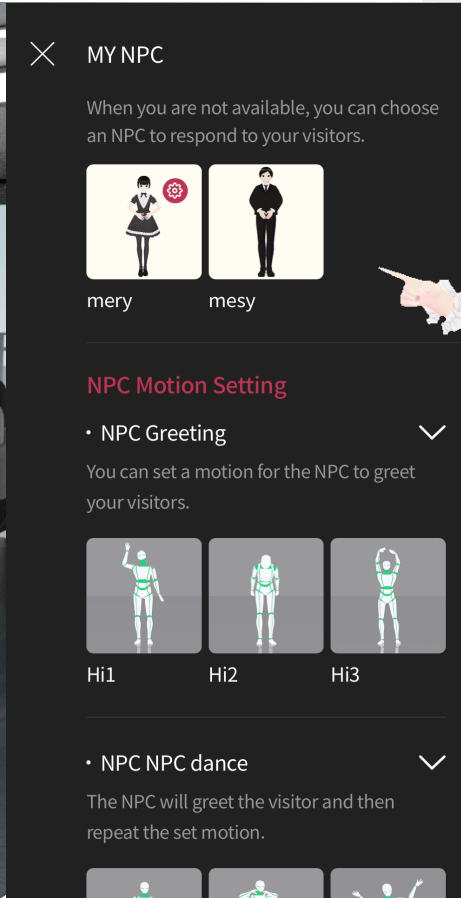 MY NPC
When you are not available, you can choose
an NPC to respond to your visitors.
mery
mesy
NPC Motion Setting
· NPC Greeting
You can set a motion for the NPC to greet
your visitors.
Hi1
Hi2
Hi3
· NPC NPC dance
The NPC will greet the visitor and then
repeat the set motion.